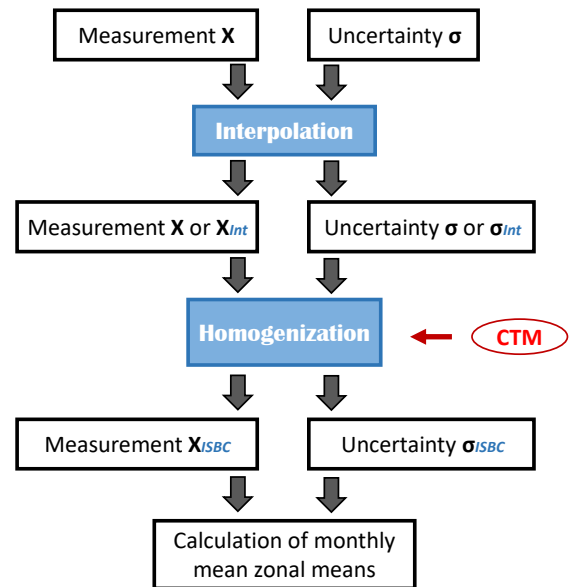 Measurement X
Uncertainty σ
Interpolation
Measurement X or XInt
Uncertainty σ or σInt
Homogenization
CTM
Measurement XISBC
Uncertainty σISBC
Calculation of monthly
mean zonal means